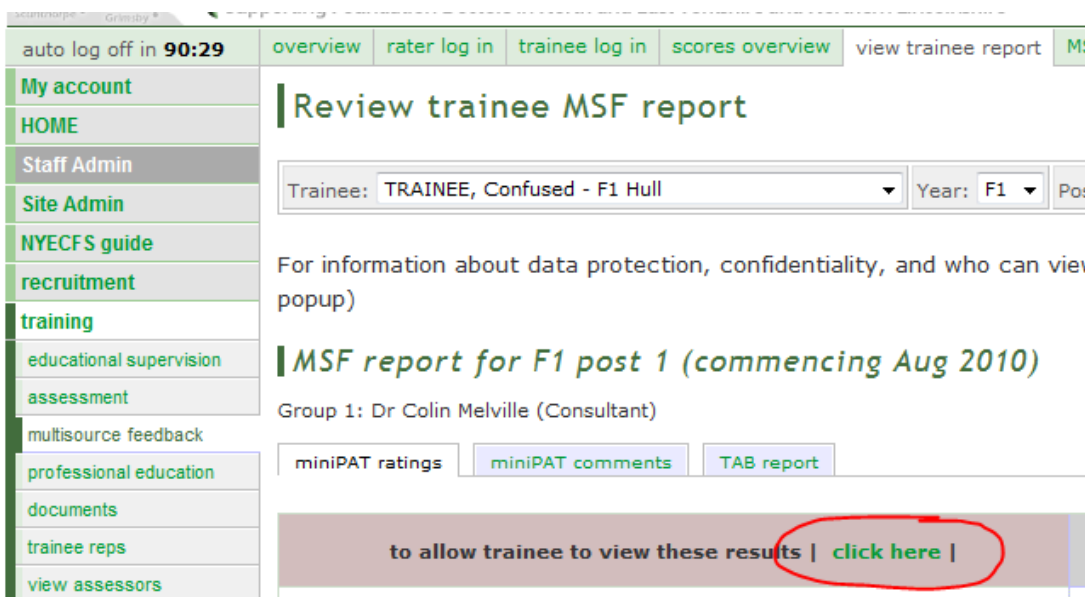 Grimsby
auto log off in 90:29
overview
rater log in
trainee log in
scores overview
view trainee report
My account
HOME
Staff Admin
Site Admin
NYECFS guide
recruitment
training
educational supervision
assessment
multisource feedback
professional education
documents
trainee reps
view assessors
Review trainee MSF report
Trainee: TRAINEE, Confused - F1 Hull
Year: F1
For information about data protection, confidentiality, and who can
popup)
MSF report for F1 post 1 (commencing Aug 2010)
Group 1: Dr Colin Melville (Consultant)
miniPAT ratings
miniPAT comments
TAB report
to allow trainee to view these results | click here |